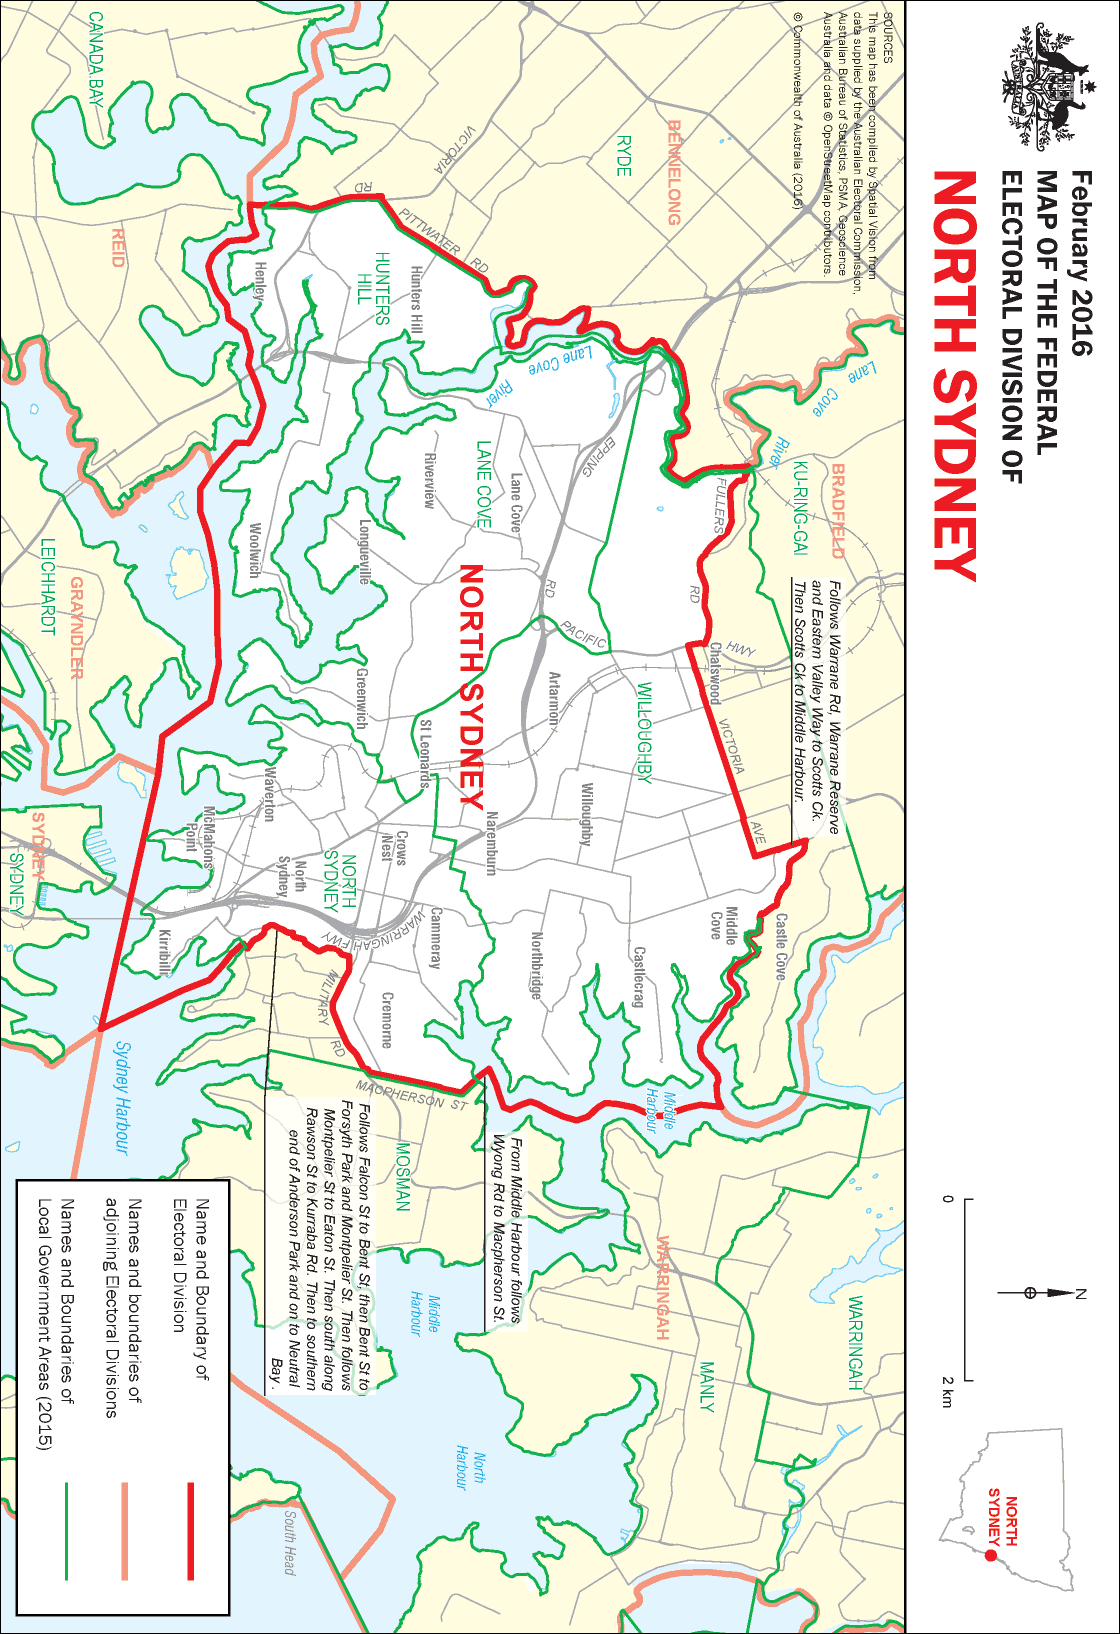 February 2016
MAP OF THE FEDERAL
ELECTORAL DIVISION OF
NORTH SYDNEY
0
2 km
N
NORTH
SYDNEY
SOURCES
This map has been compiled by Spatial Vision from
data supplied by the Australian Electoral Commission,
Australian Bureau of Statistics, PSMA, Geoscience
Australia and data © OpenStreetMap contributors.
© Commonwealth of Australia (2016)
BENNELONG
RYDE
VICTORIA
RD
PITTWATER RD
CANADA BAY
REID
Henley
HUNTERS
HILL
Hunters Hill
Lane Cove
River
Lane
Cove
River
BRADFIELD
KU-RING-GAI
FULLERS
RD
EPPING
RD
LANE COVE
Lane Cove
Riverview
Longueville
Woolwich
LEICHHARDT
GRAYNDLER
Follows Warrane Rd, Warrane Reserve
and Eastern Valley Way to Scotts Ck.
Then Scotts Ck to Middle Harbour.
PACIFIC
HWY
Chatswood
VICTORIA
AVE
NORTH SYDNEY
WILLOUGHBY
Artarmon
Greenwich
St Leonards
Willoughby
Naremburn
Waverton
McMahons
Point
Crows
Nest
NORTH
SYDNEY
North
Sydney
SYDNEY
SYDNEY
Kirribilli
WARRINGAH FWY
Cammeray
Northbridge
Castlecrag
Middle
Cove
Castle Cove
MILITARY
RD
Cremorne
MACPHERSON ST
Sydney Harbour
Middle
Harbour
From Middle Harbour follows
Wyong Rd to Macpherson St.
Follows Falcon St to Bent St, then Bent St to
Forsyth Park and Montpelier St. Then follows
Montpelier St to Eaton St. Then south along
Rawson St to Kurraba Rd. Then to southern
end of Anderson Park and on to Neutral
Bay .
MOSMAN
WARRINGAH
WARRINGAH
MANLY
Middle
Harbour
North
Harbour
South Head
Name and Boundary of
Electoral Division
Names and boundaries of
adjoining Electoral Divisions
Names and Boundaries of
Local Government Areas (2015)